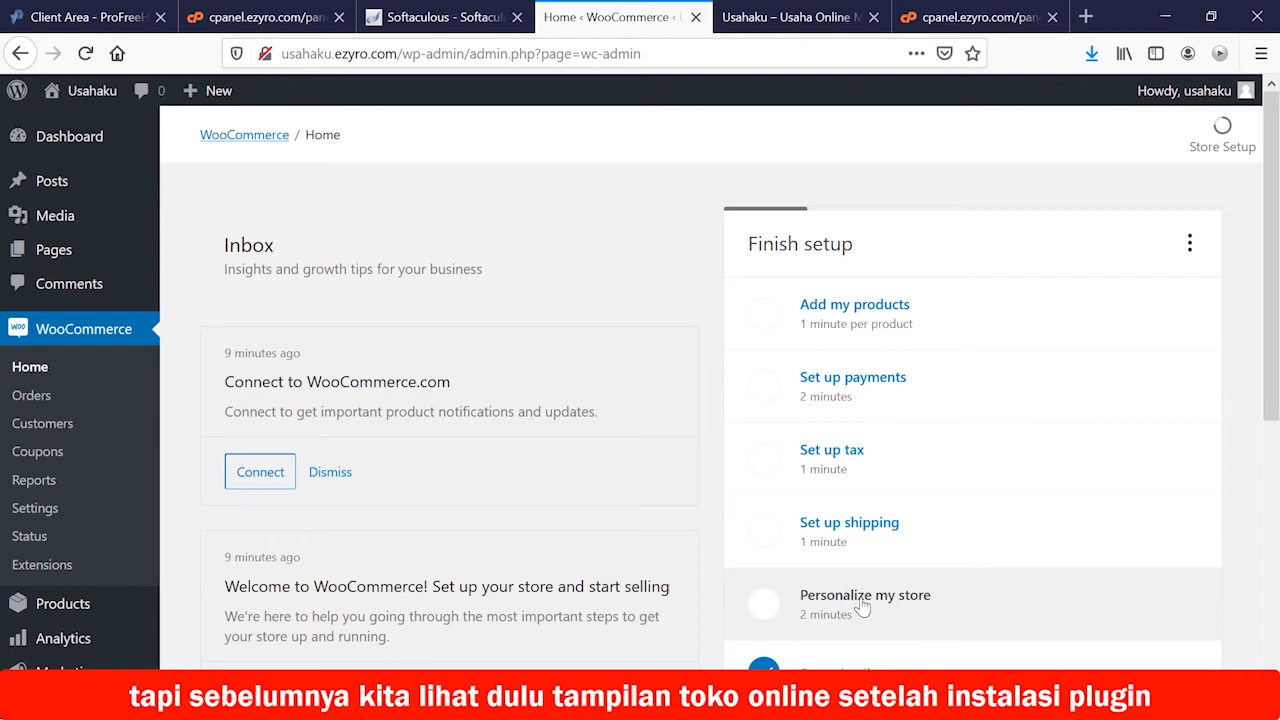 Client Area - ProFreeH
cpanel.ezyro.com/pan
Softaculous - Softacul
Home ‹ WooCommerce ‹ U
Usahaku – Usaha Online M
cpanel.ezyro.com/pan
usahaku.ezyro.com/wp-admin/admin.php?page=wc-admin
Usahaku
0
New
Howdy, usahaku
Dashboard
Posts
Media
Pages
Comments
WooCommerce
Home
Orders
Customers
Coupons
Reports
Settings
Status
Extensions
Products
Analytics
WooCommerce / Home
Store Setup
Inbox
Insights and growth tips for your business
9 minutes ago
Connect to WooCommerce.com
Connect to get important product notifications and updates.
Connect
Dismiss
9 minutes ago
Welcome to WooCommerce! Set up your store and start selling
We're here to help you going through the most important steps to get
your store up and running.
Finish setup
Add my products
1 minute per product
Set up payments
2 minutes
Set up tax
1 minute
Set up shipping
1 minute
Personalize my store
2 minutes
tapi sebelumnya kita lihat dulu tampilan toko online setelah instalasi plugin